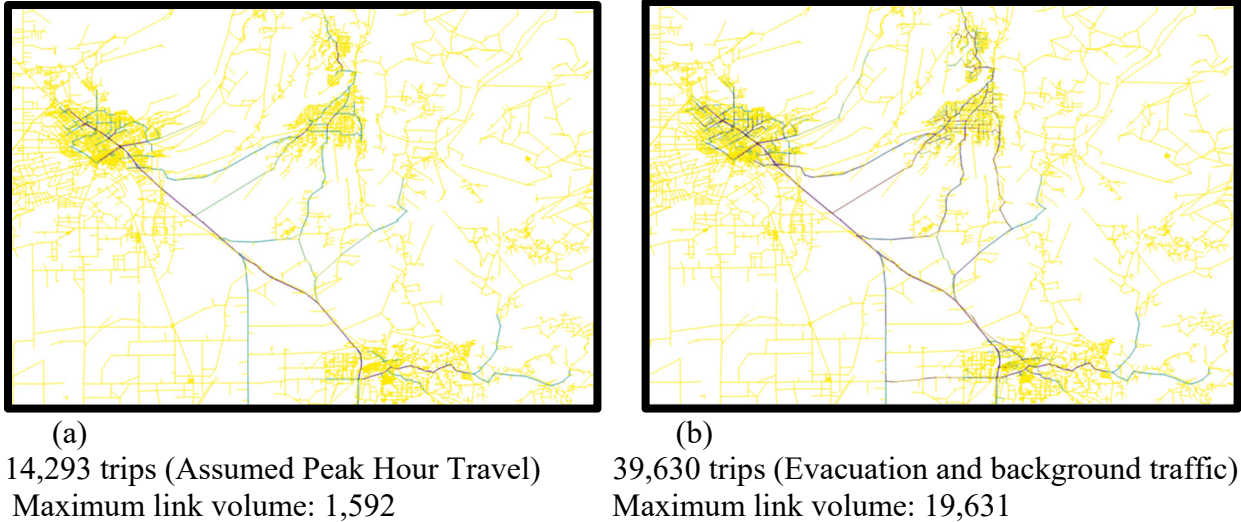 (a)
14,293 trips (Assumed Peak Hour Travel)
Maximum link volume: 1,592
(b)
39,630 trips (Evacuation and background traffic)
Maximum link volume: 19,631